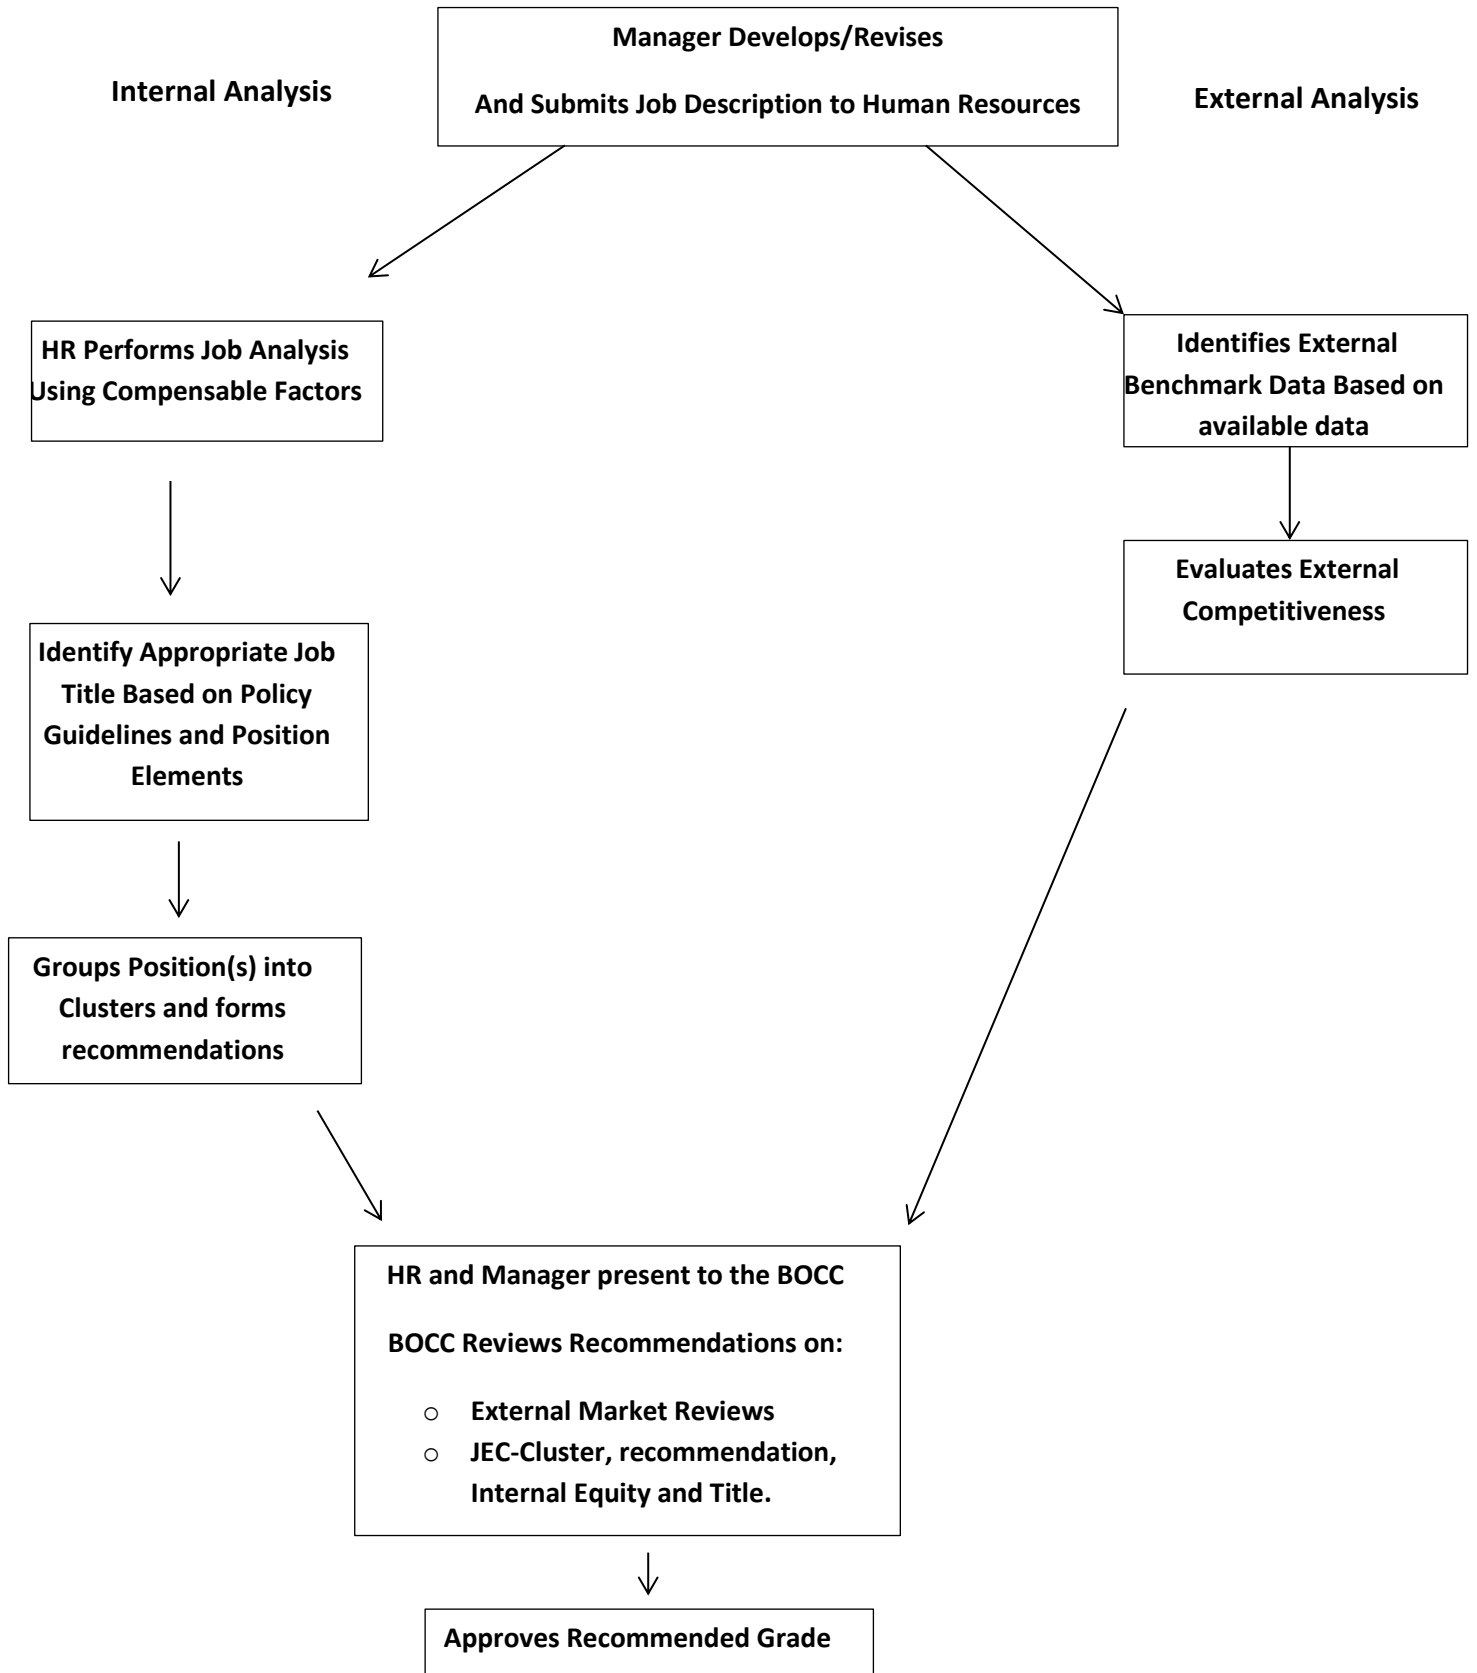 Manager Develops/Revises
Internal Analysis
And Submits Job Description to Human Resources
External Analysis
HR Performs Job Analysis
Using Compensable Factors
Identifies External
Benchmark Data Based on
available data
Evaluates External
Competitiveness
Identify Appropriate Job
Title Based on Policy
Guidelines and Position
Elements
Groups Position(s) into
Clusters and forms
recommendations
HR and Manager present to the BOCC
BOCC Reviews Recommendations on:
o External Market Reviews
o JEC-Cluster, recommendation,
Internal Equity and Title.
Approves Recommended Grade